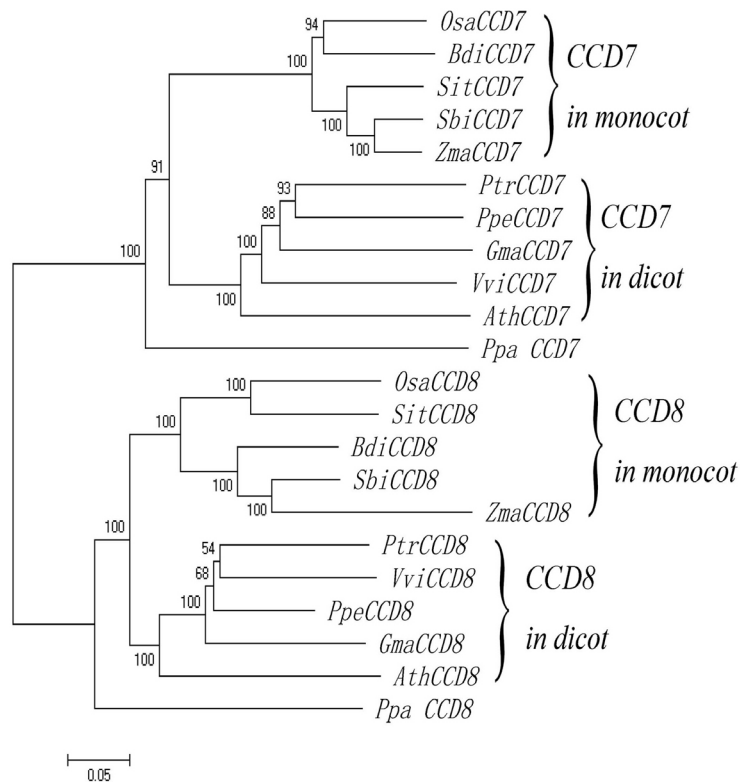 94
OsaCCD7
BdiCCD7
100
SitCCD7
100
SbiCCD7
100
ZmaCCD7
CCD7
in monocot
91
93
PtrCCD7
88
PpeCCD7
100
GmaCCD7
100
VviCCD7
100
AthCCD7
CCD7
in dicot
Ppa CCD7
100
OsaCCD8
100
SitCCD8
BdiCCD8
100
SbiCCD8
100
ZmaCCD8
CCD8
in monocot
100
54
PtrCCD8
68
VviCCD8
100
PpeCCD8
GmaCCD8
100
AthCCD8
CCD8
in dicot
Ppa CCD8
0.05